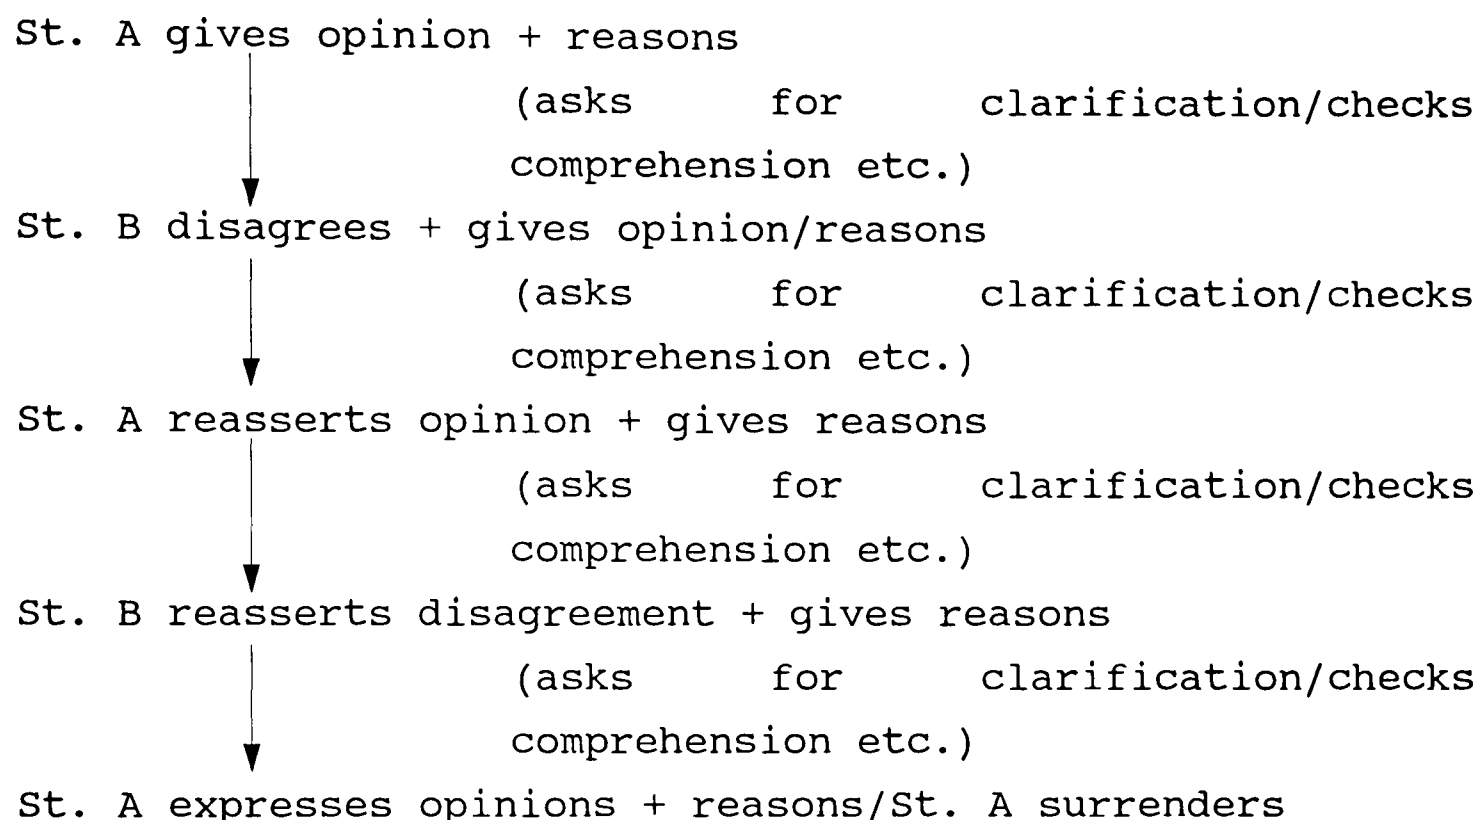 St. A gives opinion + reasons
(asks for clarification/checks
comprehension etc.)
St. B disagrees + gives opinion/reasons
(asks for clarification/checks
comprehension etc.)
St. A reasserts opinion + gives reasons
(asks for clarification/checks
comprehension etc.)
St. B reasserts disagreement + gives reasons
(asks for clarification/checks
comprehension etc.)
St. A expresses opinions + reasons/St. A surrenders